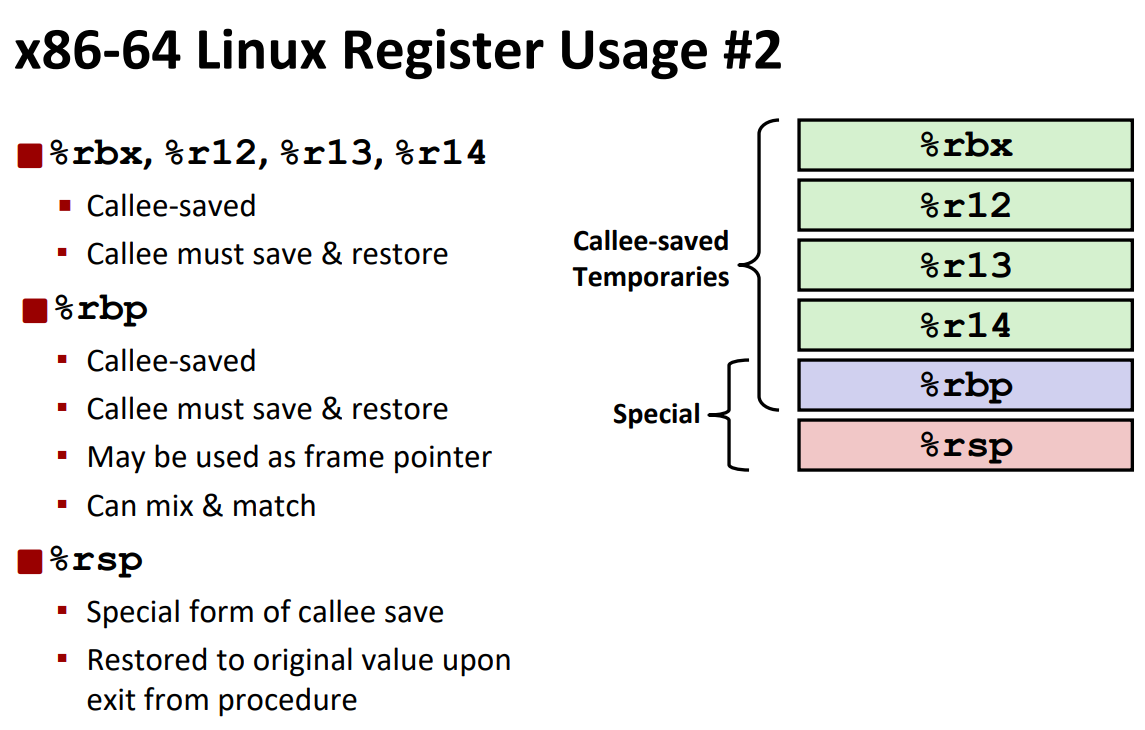 x86-64 Linux Register Usage #2
%rbx, %r12, %r13, %r14
Callee-saved
Callee must save & restore
%rbp
Callee-saved
Callee must save & restore
May be used as frame pointer
Can mix & match
%rsp
Special form of callee save
Restored to original value upon
exit from procedure
Callee-saved
Temporaries
Special
%rbx
%r12
%r13
%r14
%rbp
%rsp